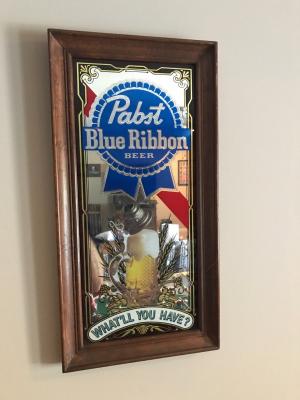 Pabst
Blue Ribbon
BEER
WHAT'LL YOU HAVE?